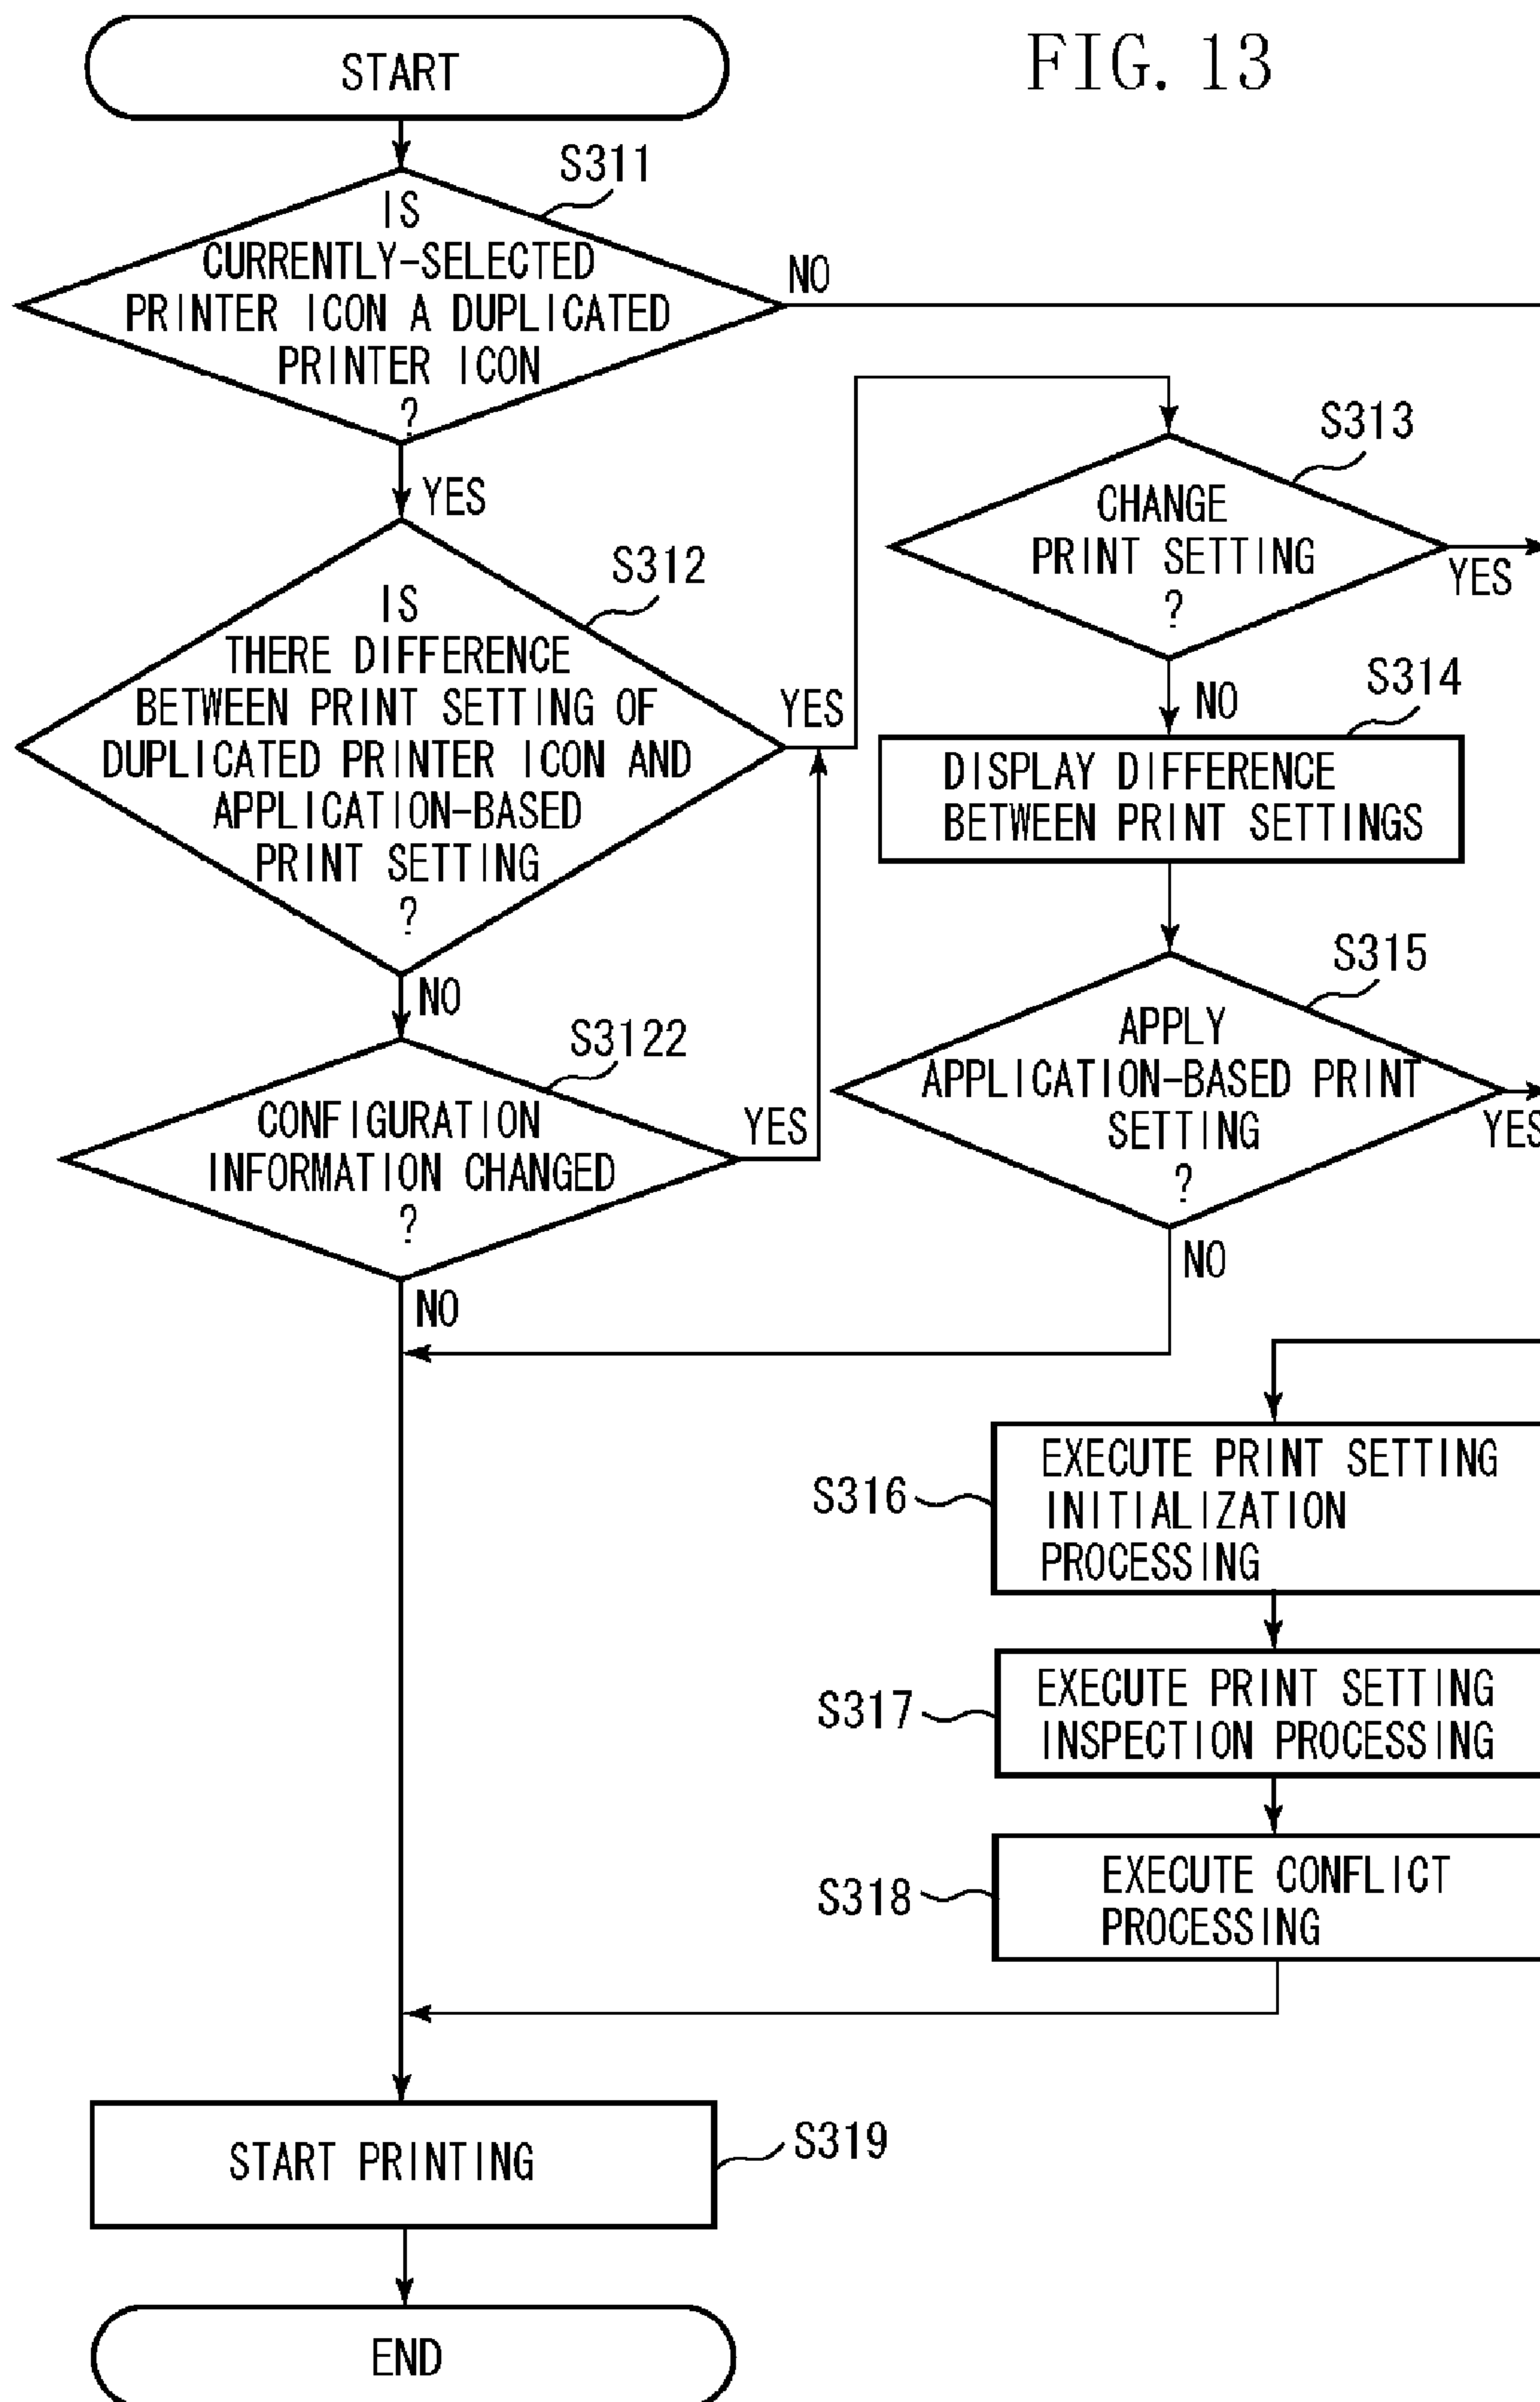 FIG. 13
START
S311
IS
CURRENTLY-SELECTED
PRINTER ICON A DUPLICATED
PRINTER ICON
?
NO
YES
S312
IS
THERE DIFFERENCE
BETWEEN PRINT SETTING OF
DUPLICATED PRINTER ICON AND
APPLICATION-BASED
PRINT SETTING
?
YES
NO
S3122
CONFIGURATION
INFORMATION CHANGED
?
YES
NO
S313
CHANGE
PRINT SETTING
?
YES
NO
S314
DISPLAY DIFFERENCE
BETWEEN PRINT SETTINGS
S315
APPLY
APPLICATION-BASED PRINT
SETTING
?
YES
NO
S316
EXECUTE PRINT SETTING
INITIALIZATION
PROCESSING
S317
EXECUTE PRINT SETTING
INSPECTION PROCESSING
S318
EXECUTE CONFLICT
PROCESSING
START PRINTING
S319
END